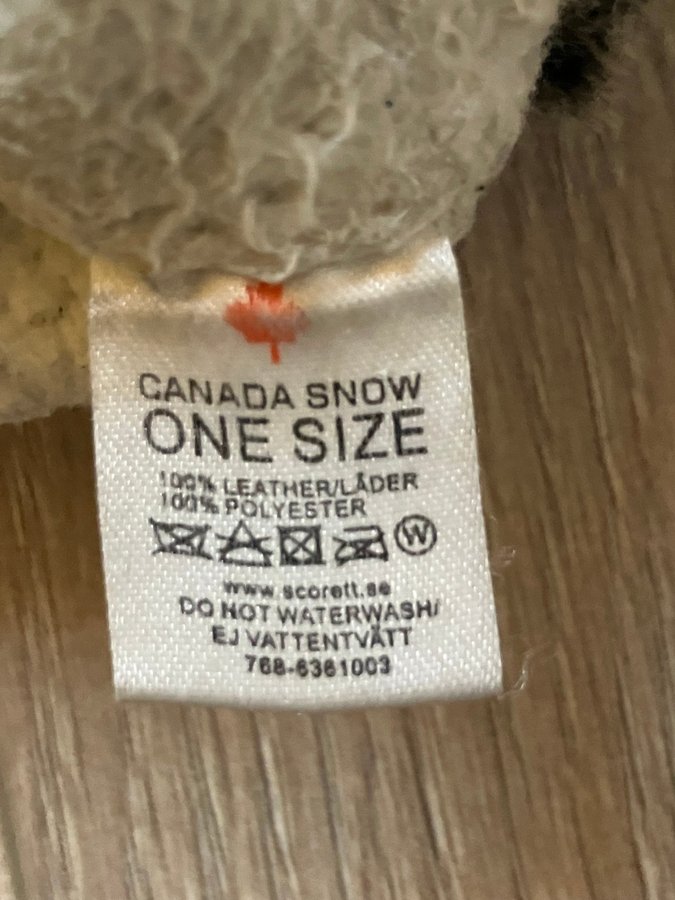 CANADA SNOW
ONE SIZE
100% LEATHER/LÄDER
100% POLYESTER
W
www.scorett.se
DO NOT WATERWASH/
EJ VATTENTVÄTT
768-6361003